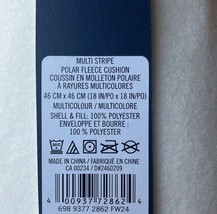 MULTI STRIPE
POLAR FLEECE CUSHION
COUSSIN EN MOLLETON POLAIRE
À RAYURES MULTICOLORES
46 CM x 46 CM (18 IN/PO x 18 IN/PO)
MULTICOLOUR / MULTICOLORE
SHELL & FILL: 100% POLYESTER
ENVELOPPE ET BOURRE :
100% POLYESTER
MADE IN CHINA / FABRIQUÉ EN CHINE
CA 00234 / D#2460209
4 00937 72862 4
698 9377 2862 FW24